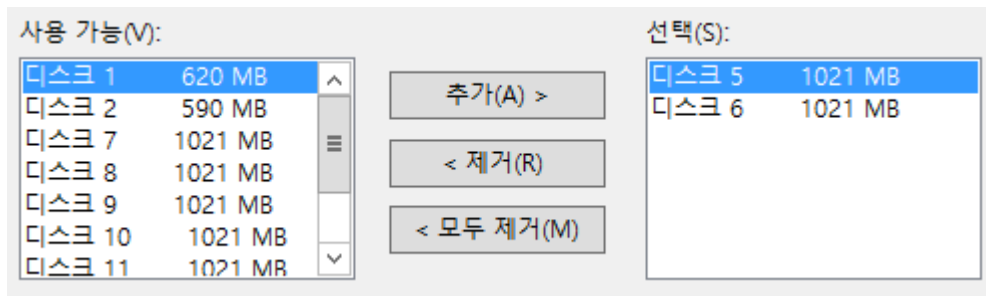 사용 가능(V):
디스크 1 620 MB
디스크 2 590 MB
디스크 7 1021 MB
디스크 8 1021 MB
디스크 9 1021 MB
디스크 10 1021 MB
디스크 11 1021 MB
추가(A) >
< 제거(R)
< 모두 제거(M)
선택(S):
디스크 5 1021 MB
디스크 6 1021 MB